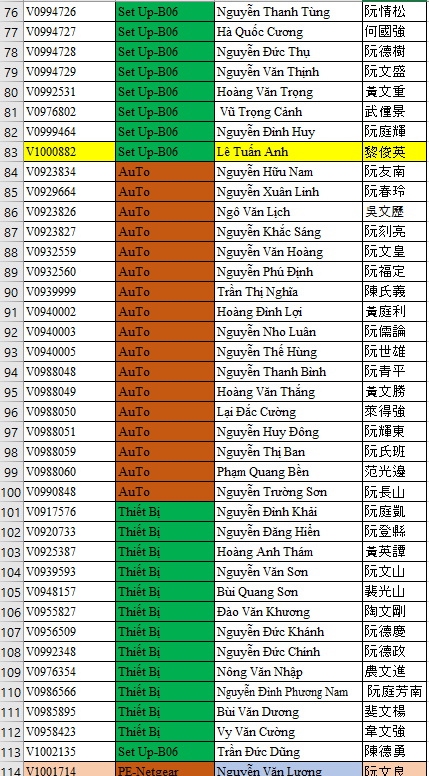 76 V0994726 Set Up-B06 Nguyễn Thanh Tùng 阮情松
77 V0994727 Set Up-B06 Hà Quốc Cương 何國強
78 V0994728 Set Up-B06 Nguyễn Đức Thụ 阮德樹
79 V0994729 Set Up-B06 Nguyễn Văn Thịnh 阮文盛
80 V0992531 Set Up-B06 Hoàng Văn Trọng 黃文重
81 V0976802 Set Up-B06 Vũ Trọng Cảnh 武僮景
82 V0999464 Set Up-B06 Nguyễn Đình Huy 阮庭輝
83 V1000882 Set Up-B06 Lê Tuấn Anh 黎俊英
84 V0923834 AuTo Nguyễn Hữu Nam 阮友南
85 V0929664 AuTo Nguyễn Xuân Linh 阮春玲
86 V0923826 AuTo Ngô Văn Lịch 吳文歷
87 V0923827 AuTo Nguyễn Khắc Sáng 阮刻亮
88 V0932559 AuTo Nguyễn Văn Hoàng 阮文皇
89 V0932560 AuTo Nguyễn Phú Định 阮福定
90 V0939999 AuTo Trần Thị Nghĩa 陳氏義
91 V0940002 AuTo Hoàng Đình Lợi 黃庭利
92 V0940003 AuTo Nguyễn Nho Luân 阮儒論
93 V0940005 AuTo Nguyễn Thế Hùng 阮世雄
94 V0988048 AuTo Nguyễn Thanh Bình 阮青平
95 V0988049 AuTo Hoàng Văn Thắng 黃文勝
96 V0988050 AuTo Lại Đắc Cường 萊得強
97 V0988051 AuTo Nguyễn Huy Đông 阮輝東
98 V0988059 AuTo Nguyễn Thị Ban 阮氏班
99 V0988060 AuTo Phạm Quang Bền 范光邊
100 V0990848 AuTo Nguyễn Trường Sơn 阮長山
101 V0917576 Thiết Bị Nguyễn Đình Khải 阮庭凱
102 V0920733 Thiết Bị Nguyễn Đăng Hiển 阮登縣
103 V0925387 Thiết Bị Hoàng Anh Thám 黃英譚
104 V0939593 Thiết Bị Nguyễn Văn Sơn 阮文山
105 V0948157 Thiết Bị Bùi Quang Sơn 裴光山
106 V0955827 Thiết Bị Đào Văn Khương 陶文剛
107 V0956509 Thiết Bị Nguyễn Đức Khánh 阮德慶
108 V0992348 Thiết Bị Nguyễn Đức Chính 阮德政
109 V0976354 Thiết Bị Nông Văn Nhập 農文進
110 V0986566 Thiết Bị Nguyễn Đình Phương Nam 阮庭芳南
111 V0985895 Thiết Bị Bùi Văn Dương 斐文楊
112 V0958423 Thiết Bị Vy Văn Cường 韋文強
113 V1002135 Set Up-B06 Trần Đức Dũng 陳德勇
114 V1001714 PE-Netgear Nguyễn Văn Lương 阮文良